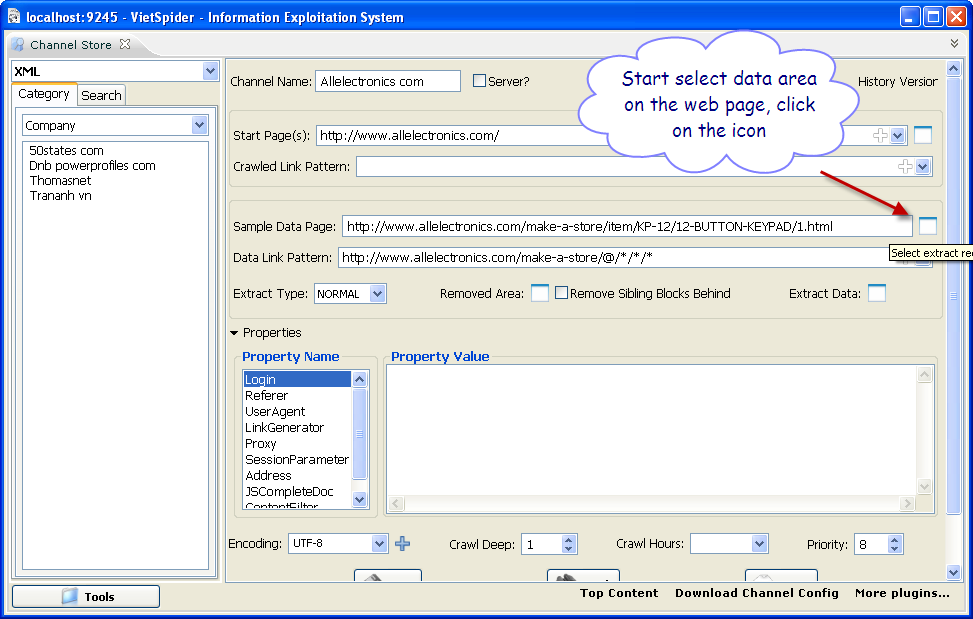 localhost:9245 - VietSpider - Information Exploitation System
Channel Store
XML
Category Search
Company
50states com
Dnb powerprofiles com
Thomasnet
Trananh vn
Tools
Start select data area
on the web page, click
on the icon
Channel Name: Allelectronics com Server? History Version
Start Page(s): http://www.allelectronics.com/
Crawled Link Pattern:
Sample Data Page: http://www.allelectronics.com/make-a-store/item/KP-12/12-BUTTON-KEYPAD/1.html
Select extract re
Data Link Pattern: http://www.allelectronics.com/make-a-store/@/*/*/*
Extract Type: NORMAL Removed Area: Remove Sibling Blocks Behind Extract Data:
Properties
Property Name Property Value
Login
Referer
UserAgent
LinkGenerator
Proxy
SessionParameter
Address
JSCompleteDoc
ContentFilter
Encoding: UTF-8 Crawl Deep: 1 Crawl Hours: Priority: 8
Top Content Download Channel Config More plugins...